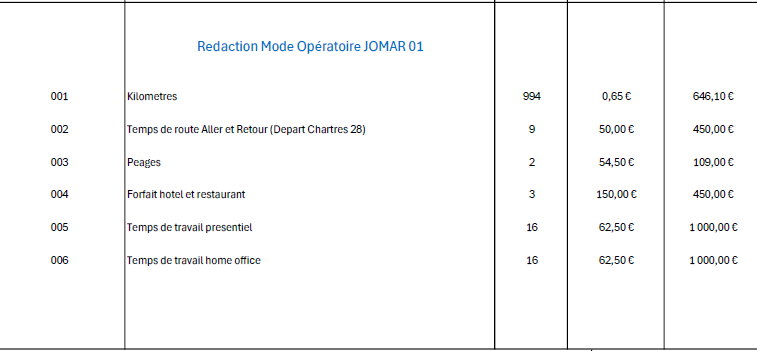 Redaction Mode Opératoire JOMAR 01
001 Kilometres 994 0,65 € 646,10 €
002 Temps de route Aller et Retour (Depart Chartres 28) 9 50,00 € 450,00 €
003 Peages 2 54,50 € 109,00 €
004 Forfait hotel et restaurant 3 150,00 € 450,00 €
005 Temps de travail presentiel 16 62,50 € 1 000,00 €
006 Temps de travail home office 16 62,50 € 1 000,00 €